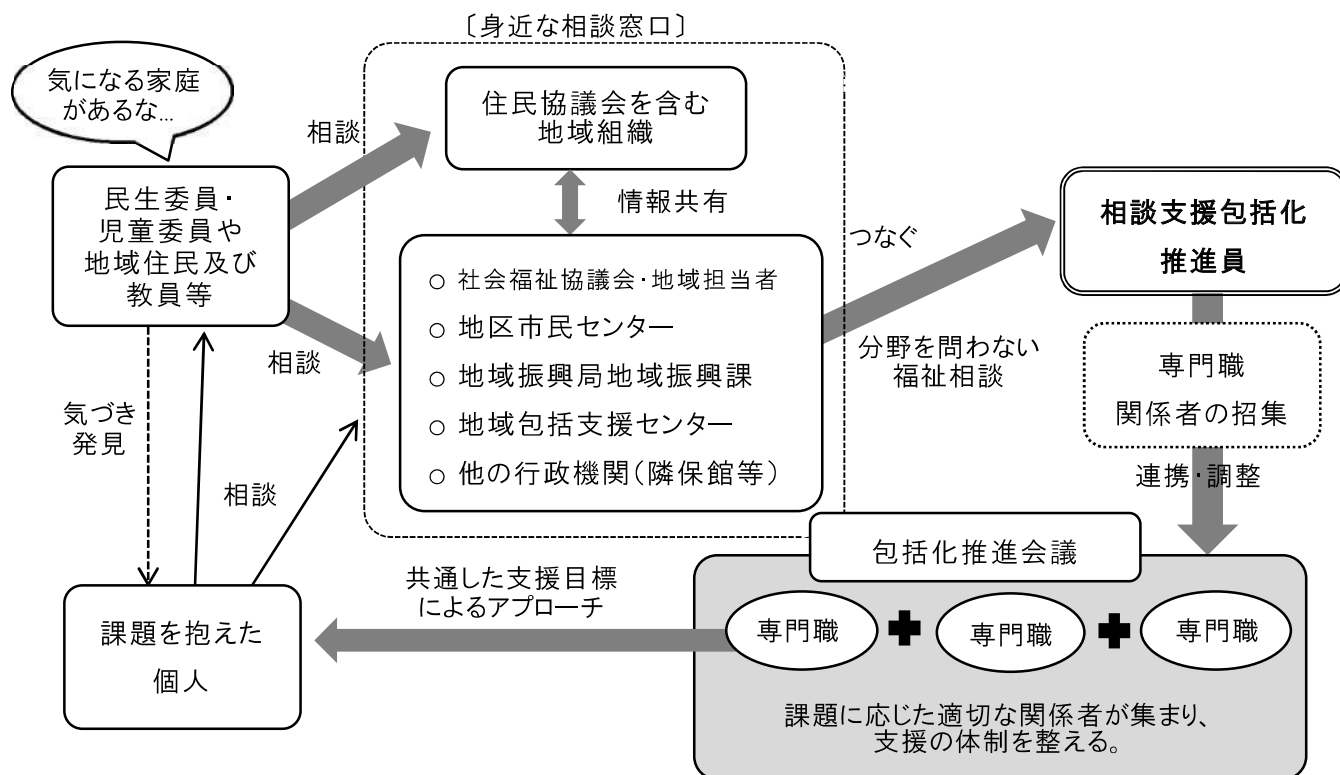 〔身近な相談窓口〕
気になる家庭
があるな…
民生委員・
児童委員や
地域住民及び
教員等
相談
相談
住民協議会を含む
地域組織
情報共有
○ 社会福祉協議会・地域担当者
○ 地区市民センター
○ 地域振興局地域振興課
○ 地域包括支援センター
○ 他の行政機関（隣保館等）
つなぐ
分野を問わない
福祉相談
相談支援包括化
推進員
専門職
関係者の招集
連携・調整
気づき
発見
相談
課題を抱えた
個人
共通した支援目標
によるアプローチ
包括化推進会議
専門職
専門職
専門職
課題に応じた適切な関係者が集まり、
支援の体制を整える。